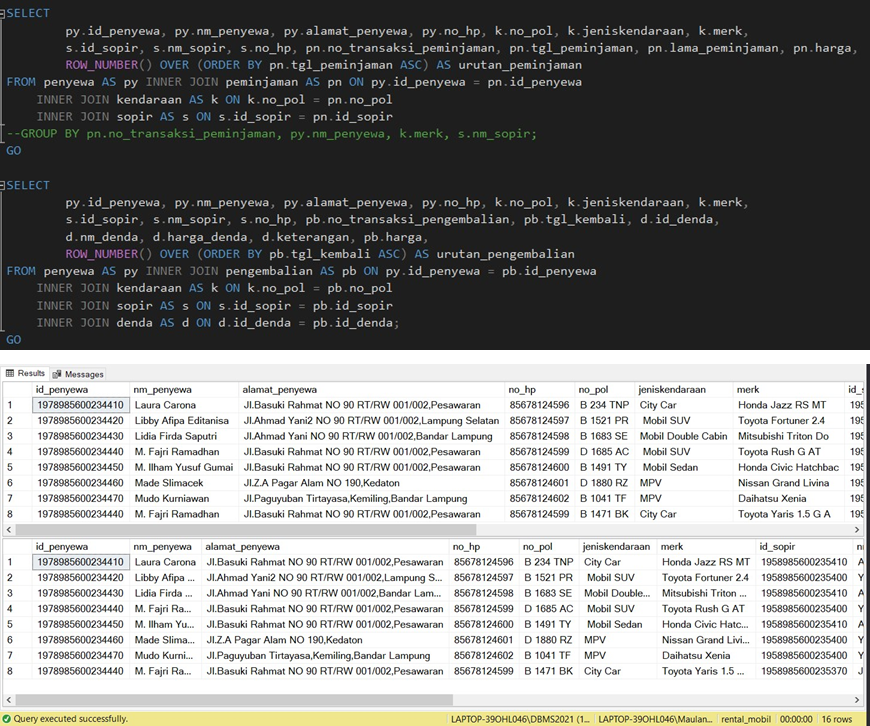 SELECT
py.id_penyewa, py.nm_penyewa, py.alamat_penyewa, py.no_hp, k.no_pol, k.jeniskendaraan, k.merk,
s.id_sopir, s.nm_sopir, s.no_hp, pn.no_transaksi_peminjaman, pn.tgl_peminjaman, pn.lama_peminjaman, pn.harga,
ROW_NUMBER() OVER (ORDER BY pn.tgl_peminjaman ASC) AS urutan_peminjaman
FROM penyewa AS py INNER JOIN peminjaman AS pn ON py.id_penyewa = pn.id_penyewa
INNER JOIN kendaraan AS k ON k.no_pol = pn.no_pol
INNER JOIN sopir AS s ON s.id_sopir = pn.id_sopir
--GROUP BY pn.no_transaksi_peminjaman, py.nm_penyewa, k.merk, s.nm_sopir;
GO
SELECT
py.id_penyewa, py.nm_penyewa, py.alamat_penyewa, py.no_hp, k.no_pol, k.jeniskendaraan, k.merk,
s.id_sopir, s.nm_sopir, s.no_hp, pb.no_transaksi_pengembalian, pb.tgl_kembali, d.id_denda,
d.nm_denda, d.harga_denda, d.keterangan, pb.harga,
ROW_NUMBER() OVER (ORDER BY pb.tgl_kembali ASC) AS urutan_pengembalian
FROM penyewa AS py INNER JOIN pengembalian AS pb ON py.id_penyewa = pb.id_penyewa
INNER JOIN kendaraan AS k ON k.no_pol = pb.no_pol
INNER JOIN sopir AS s ON s.id_sopir = pb.id_sopir
INNER JOIN denda AS d ON d.id_denda = pb.id_denda;
GO
Results Messages
id_penyewa nm_penyewa alamat_penyewa no_hp no_pol jeniskendaraan merk id_s
1 1978985600234410 Laura Carona Jl.Basuki Rahmat NO 90 RT/RW 001/002,Pesawaran 85678124596 B 234 TNP City Car Honda Jazz RS MT 195
2 1978985600234420 Libby Afipa Editanisa Jl.Ahmad Yani2 NO 90 RT/RW 001/002,Lampung Selatan 85678124597 B 1521 PR Mobil SUV Toyota Fortuner 2.4 195
3 1978985600234430 Lidia Firda Saputri Jl.Ahmad Yani NO 90 RT/RW 001/002,Bandar Lampung 85678124598 B 1683 SE Mobil Double Cabin Mitsubishi Triton Do 195
4 1978985600234440 M. Fajri Ramadhan Jl.Basuki Rahmat NO 90 RT/RW 001/002,Pesawaran 85678124599 D 1685 AC Mobil SUV Toyota Rush G AT 195
5 1978985600234450 M. Ilham Yusuf Gumai Jl.Basuki Rahmat NO 90 RT/RW 001/002,Pesawaran 85678124600 B 1491 TY Mobil Sedan Honda Civic Hatchbac 195
6 1978985600234460 Made Slimacek Jl.Z.A Pagar Alam NO 190,Kedaton 85678124601 D 1880 RZ MPV Nissan Grand Livina 195
7 1978985600234470 Mudo Kurniawan Jl.Paguyuban Tirtayasa,Kemiling,Bandar Lampung 85678124602 B 1041 TF MPV Daihatsu Xenia 195
8 1978985600234440 M. Fajri Ramadhan Jl.Basuki Rahmat NO 90 RT/RW 001/002,Pesawaran 85678124599 B 1471 BK City Car Toyota Yaris 1.5 G A 195
id_penyewa nm_penyewa alamat_penyewa no_hp no_pol jeniskendaraan merk id_sopir
1 1978985600234410 Laura Carona Jl.Basuki Rahmat NO 90 RT/RW 001/002,Pesawaran 85678124596 B 234 TNP City Car Honda Jazz RS MT 1958985600235410 A
2 1978985600234420 Libby Afipa ... Jl.Ahmad Yani2 NO 90 RT/RW 001/002,Lampung S... 85678124597 B 1521 PR Mobil SUV Toyota Fortuner 2.4 1958985600235400 Y
3 1978985600234430 Lidia Firda ... Jl.Ahmad Yani NO 90 RT/RW 001/002,Bandar Lam... 85678124598 B 1683 SE Mobil Double... Mitsubishi Triton ... 1958985600235410 A
4 1978985600234440 M. Fajri Ra... Jl.Basuki Rahmat NO 90 RT/RW 001/002,Pesawaran 85678124599 D 1685 AC Mobil SUV Toyota Rush G AT 1958985600235400 Y
5 1978985600234450 M. Ilham Yu... Jl.Basuki Rahmat NO 90 RT/RW 001/002,Pesawaran 85678124600 B 1491 TY Mobil Sedan Honda Civic Hatc... 1958985600235410 A
6 1978985600234460 Made Slima... Jl.Z.A Pagar Alam NO 190,Kedaton 85678124601 D 1880 RZ MPV Nissan Grand Livi... 1958985600235400 Y
7 1978985600234470 Mudo Kurni... Jl.Paguyuban Tirtayasa,Kemiling,Bandar Lampung 85678124602 B 1041 TF MPV Daihatsu Xenia 1958985600235400 Y
8 1978985600234440 M. Fajri Ra... Jl.Basuki Rahmat NO 90 RT/RW 001/002,Pesawaran 85678124599 B 1471 BK City Car Toyota Yaris 1.5 ... 1958985600235370 J
Query executed successfully. LAPTOP-39OHL046\DBMS2021 (1... LAPTOP-39OHL046\Maulan... rental_mobil 00:00:00 16 rows